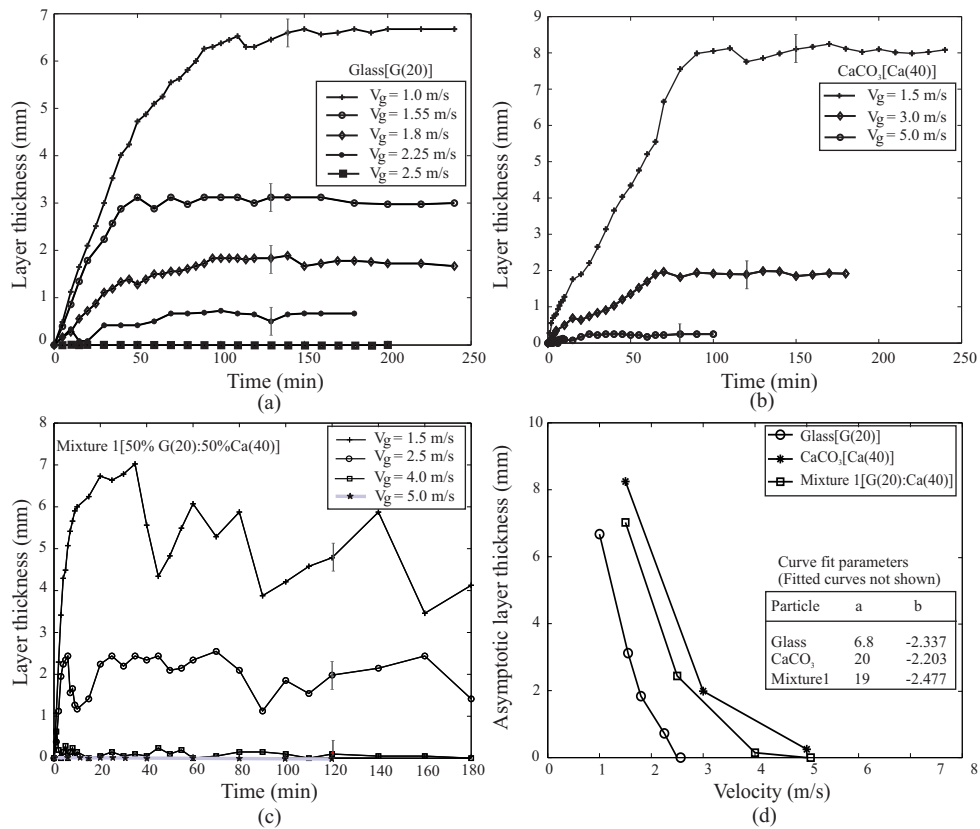 7
6
5
4
3
2
1
0
Layer thickness (mm)
Glass[G(20)]
Vg = 1.0 m/s
Vg = 1.55 m/s
Vg = 1.8 m/s
Vg = 2.25 m/s
Vg = 2.5 m/s
0 50 100 150 200 250
Time (min)
(a)
9
8
7
6
5
4
3
2
1
0
Layer thickness (mm)
CaCO3[Ca(40)]
Vg = 1.5 m/s
Vg = 3.0 m/s
Vg = 5.0 m/s
0 50 100 150 200 250
Time (min)
(b)
8
7
6
5
4
3
2
1
0
Layer thickness (mm)
Mixture 1[50% G(20):50%Ca(40)]
Vg = 1.5 m/s
Vg = 2.5 m/s
Vg = 4.0 m/s
Vg = 5.0 m/s
0 20 40 60 80 100 120 140 160 180
Time (min)
(c)
10
8
6
4
2
0
Asymptotic layer thickness (mm)
Glass[G(20)]
CaCO3[Ca(40)]
Mixture 1[G(20):Ca(40)]
Curve fit parameters
(Fitted curves not shown)
Particle a b
Glass 6.8 -2.337
CaCO3 20 -2.203
Mixture1 19 -2.477
0 1 2 3 4 5 6 7 8
Velocity (m/s)
(d)